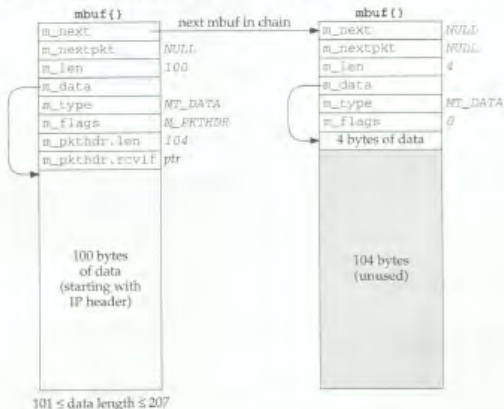 mbuf{}
m_next
m_nextpkt NULL
m_len 100
m_data
m_type MT_DATA
m_flags M_PKTHDR
m_pkthdr.len 104
m_pkthdr.rcvif ptr
100 bytes
of data
(starting with
IP header)
101 ≤ data length ≤ 207
next mbuf in chain
mbuf{}
m_next NULL
m_nextpkt NULL
m_len 4
m_data
m_type MT_DATA
m_flags 0
4 bytes of data
104 bytes
(unused)